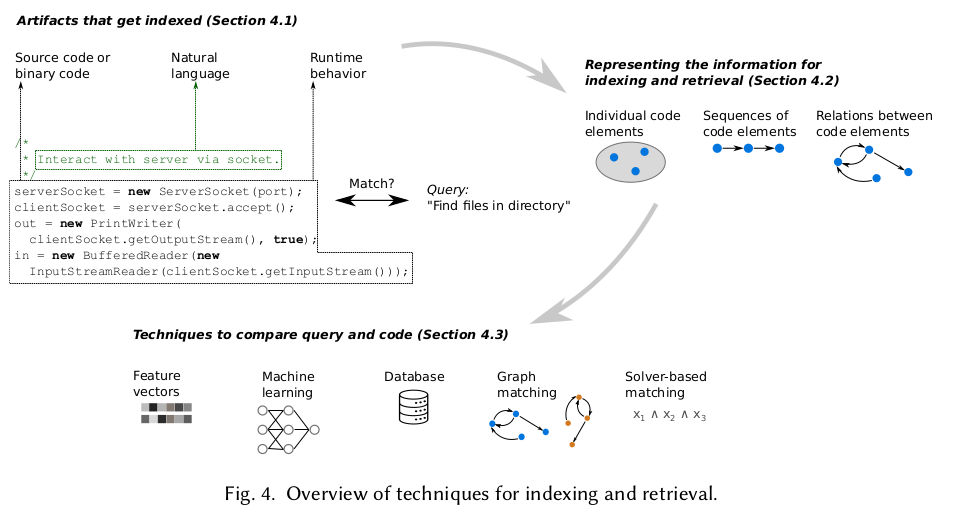 Artifacts that get indexed (Section 4.1)
Source code or
binary code
Natural
language
Runtime
behavior
/*
* Interact with server via socket.
*/
serverSocket = new ServerSocket(port);
clientSocket = serverSocket.accept();
out = new PrintWriter(
clientSocket.getOutputStream(), true);
in = new BufferedReader(new
InputStreamReader(clientSocket.getInputStream()));
Match?
Query:
"Find files in directory"
Representing the information for
indexing and retrieval (Section 4.2)
Individual code
elements
Sequences of
code elements
Relations between
code elements
Techniques to compare query and code (Section 4.3)
Feature
vectors
Machine
learning
Database
Graph
matching
Solver-based
matching
x₁ ∧ x₂ ∧ x₃
Fig. 4. Overview of techniques for indexing and retrieval.